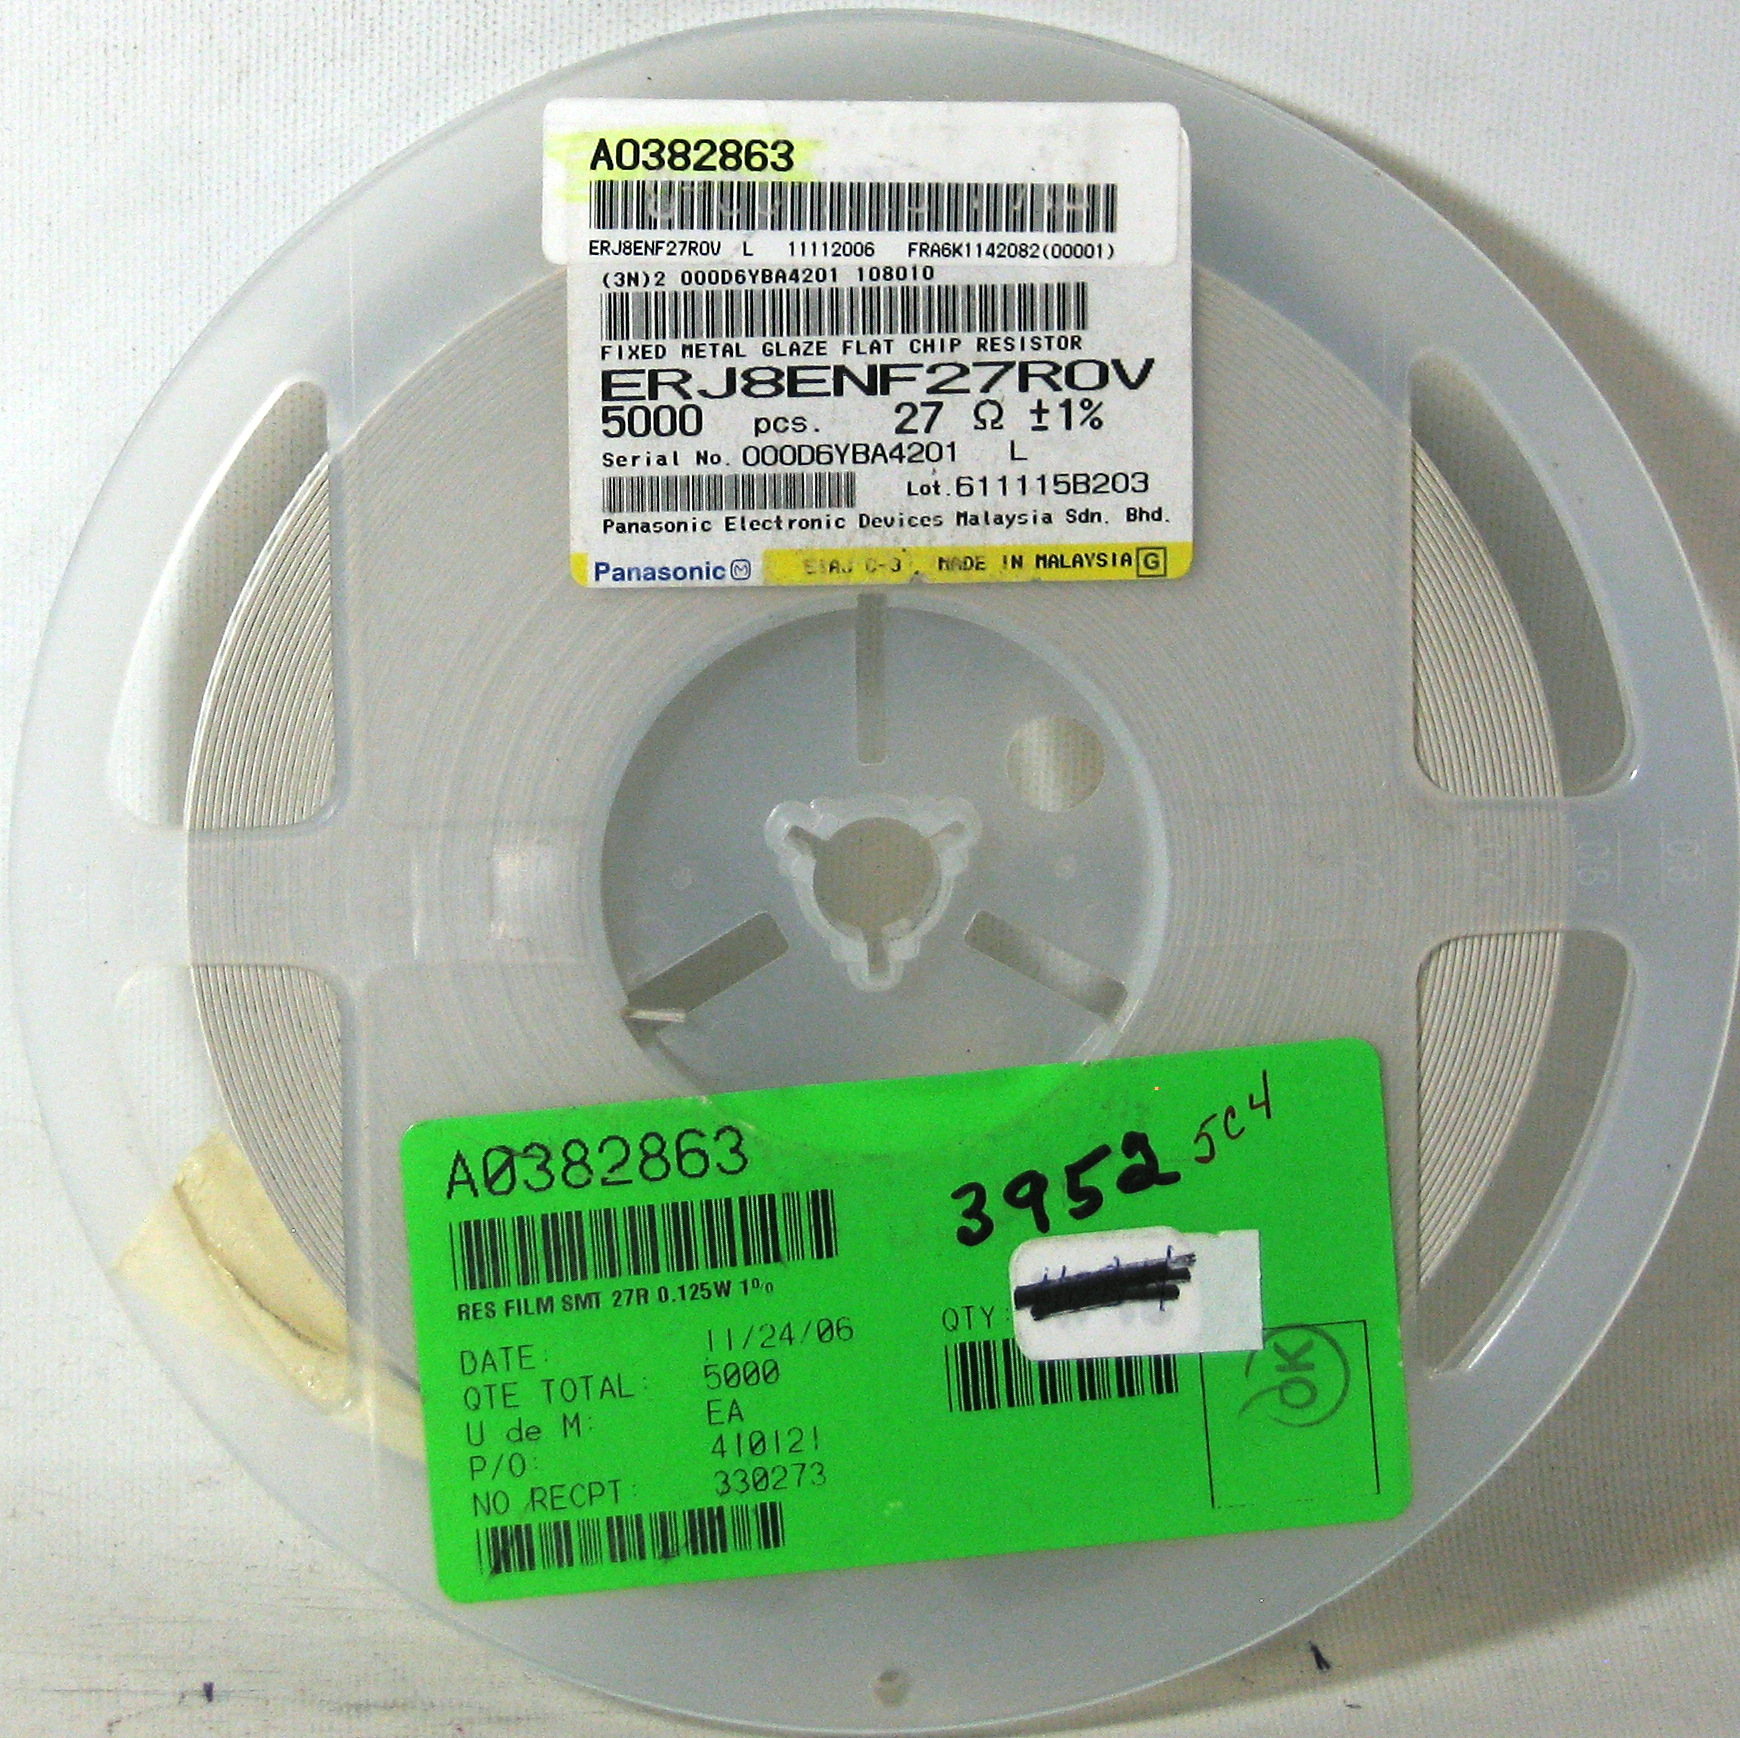 A0382863
ERJ8ENF27R0V L 11112006 FRA6K1142082(00001)
(3N)2 000D6YBA4201 108010
FIXED METAL GLAZE FLAT CHIP RESISTOR
ERJ8ENF27R0V
5000 pcs. 27 Ω ±1%
Serial No. 000D6YBA4201 L
Lot.611115B203
Panasonic Electronic Devices Malaysia Sdn. Bhd.
Panasonic M EIAJ C-3 MADE IN MALAYSIA G
A0382863
3952 5C4
RES FILM SMT 27R 0.125W 1%
DATE: 11/24/06
QTE TOTAL: 5000
U de M: EA
P/O: 410121
NO RECPT: 330273
QTY:
OK